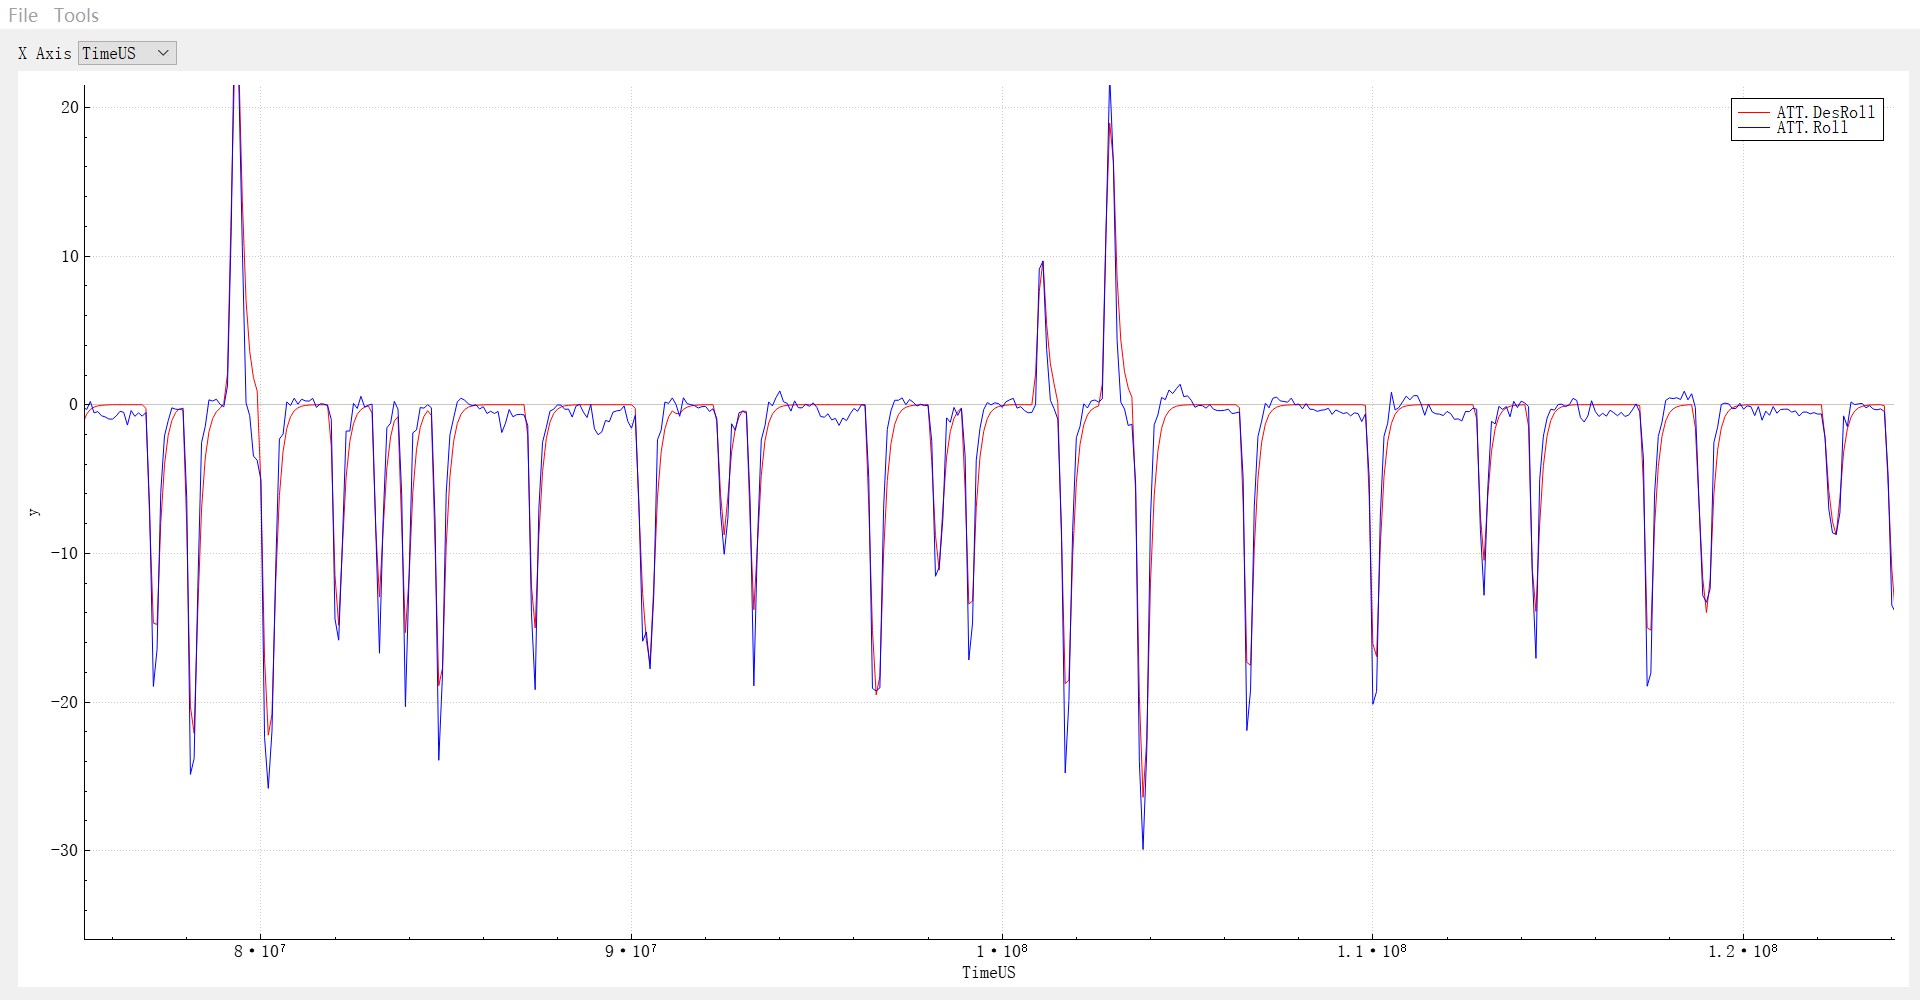 File Tools
X Axis TimeUS
20
10
0
-10
-20
-30
y
ATT.DesRoll
ATT.Roll
8•10⁷ 9•10⁷ 1•10⁸ 1.1•10⁸ 1.2•10⁸
TimeUS